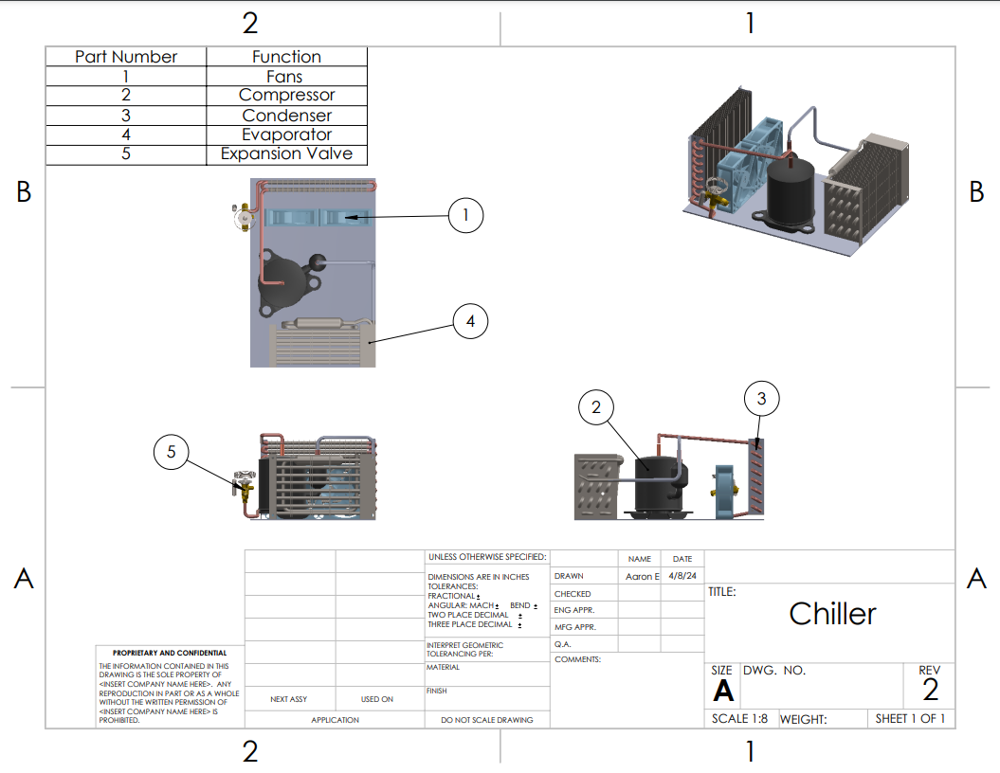 2 1
Part Number Function
1 Fans
2 Compressor
3 Condenser
4 Evaporator
5 Expansion Valve
B B
1
4
2
3
5
A A
UNLESS OTHERWISE SPECIFIED:
DIMENSIONS ARE IN INCHES
TOLERANCES:
FRACTIONAL ±
ANGULAR: MACH ± BEND ±
TWO PLACE DECIMAL ±
THREE PLACE DECIMAL ±
INTERPRET GEOMETRIC
TOLERANCING PER:
MATERIAL
FINISH
DO NOT SCALE DRAWING
NAME DATE
DRAWN Aaron E 4/8/24
CHECKED
ENG APPR.
MFG APPR.
Q.A.
COMMENTS:
TITLE:
Chiller
SIZE DWG. NO. REV
A 2
SCALE 1:8 WEIGHT: SHEET 1 OF 1
PROPRIETARY AND CONFIDENTIAL
THE INFORMATION CONTAINED IN THIS
DRAWING IS THE SOLE PROPERTY OF
<INSERT COMPANY NAME HERE>. ANY
REPRODUCTION IN PART OR AS A WHOLE
WITHOUT THE WRITTEN PERMISSION OF
<INSERT COMPANY NAME HERE> IS
PROHIBITED.
NEXT ASSY USED ON
APPLICATION
2 1